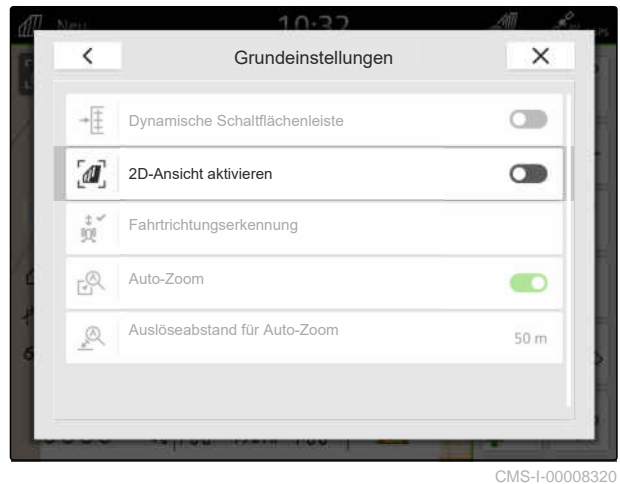 Neu 10:32
Grundeinstellungen
Dynamische Schaltflächenleiste
2D-Ansicht aktivieren
Fahrtrichtungserkennung
Auto-Zoom
Auslöseabstand für Auto-Zoom
50 m
CMS-I-00008320